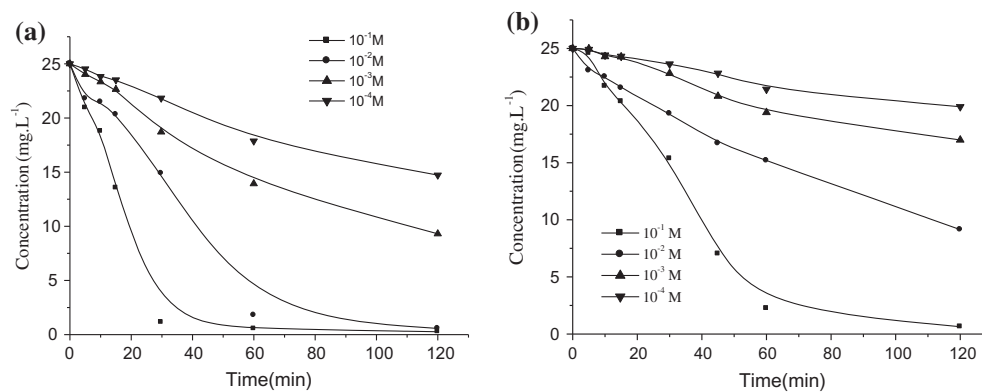 (a)
10⁻¹M
10⁻²M
10⁻³M
10⁻⁴M
25
20
15
10
5
0
Concentration (mg.L⁻¹)
0 20 40 60 80 100 120
Time(min)
(b)
25
20
15
10
5
0
Concentration (mg.L⁻¹)
10⁻¹ M
10⁻² M
10⁻³ M
10⁻⁴ M
0 20 40 60 80 100 120
Time(min)